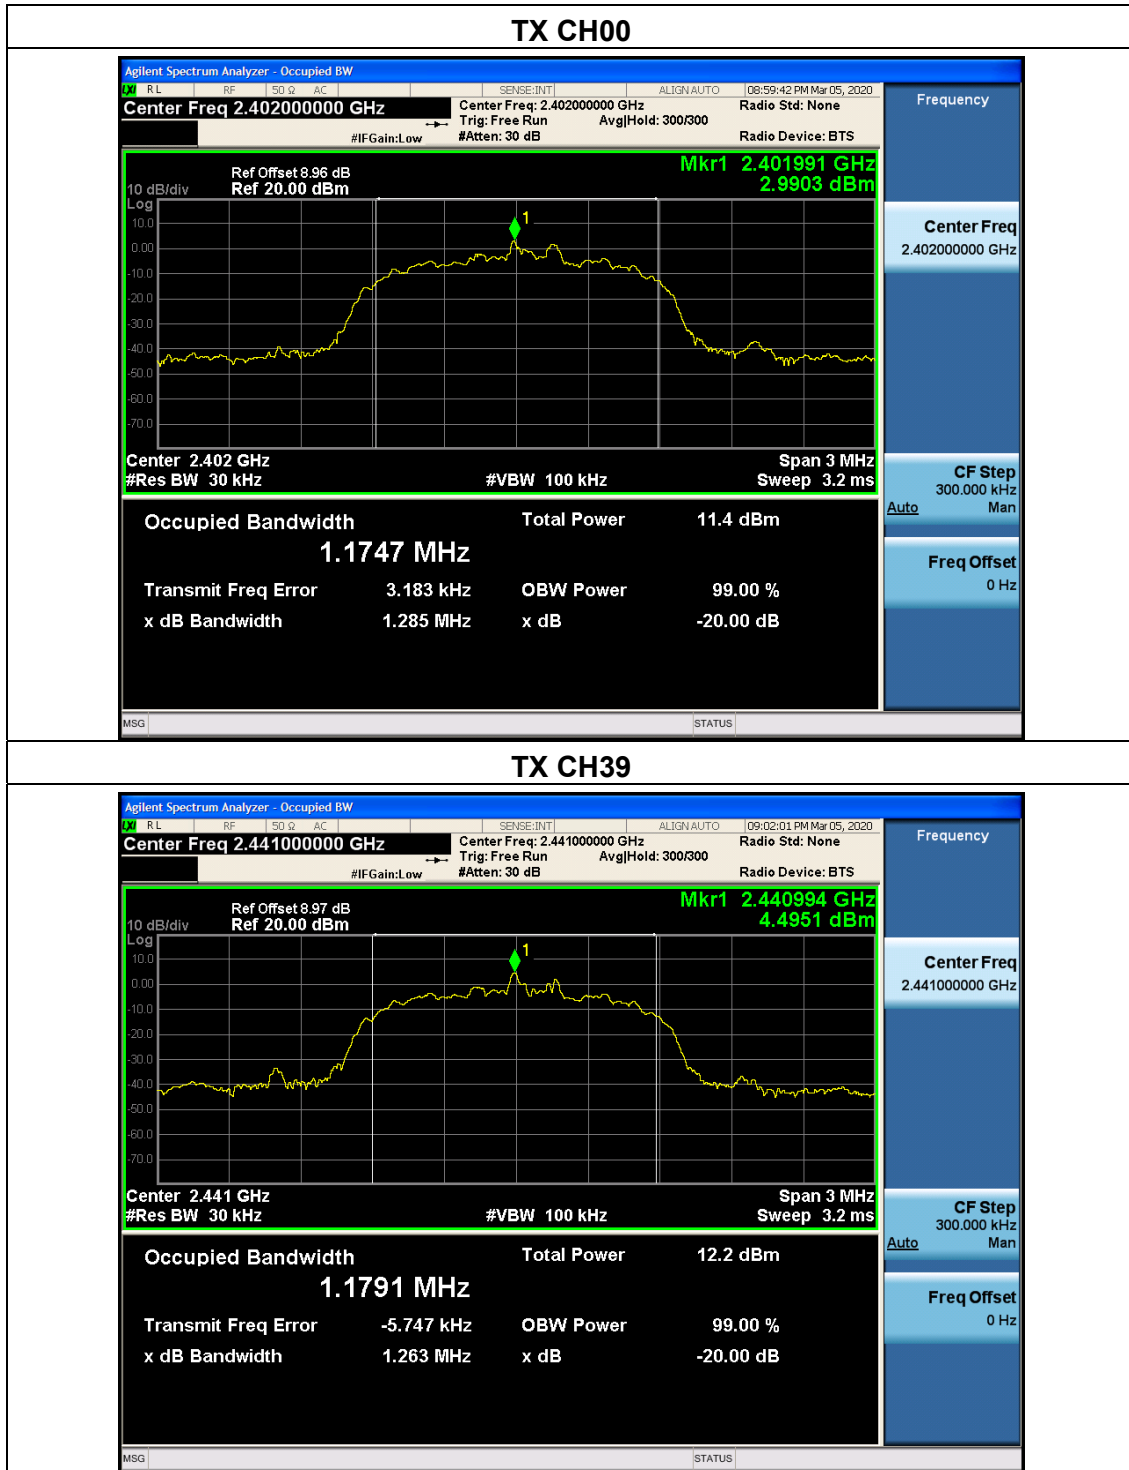 TX CH00
Agilent Spectrum Analyzer - Occupied BW
LXI RL RF 50 Ω AC SENSE:INT ALIGN AUTO 08:59:42 PM Mar 05, 2020
Center Freq 2.402000000 GHz Center Freq: 2.402000000 GHz Radio Std: None Frequency
Trig: Free Run Avg|Hold: 300/300
#IFGain:Low #Atten: 30 dB Radio Device: BTS
Mkr1 2.401991 GHz
Ref Offset 8.96 dB 2.9903 dBm
10 dB/div Ref 20.00 dBm
Log
1
10.0
0.00
-10.0
-20.0
-30.0
-40.0
-50.0
-60.0
-70.0
Center Freq
2.402000000 GHz
Center 2.402 GHz Span 3 MHz
#Res BW 30 kHz #VBW 100 kHz Sweep 3.2 ms
CF Step
300.000 kHz
Auto Man
Occupied Bandwidth Total Power 11.4 dBm
1.1747 MHz
Freq Offset
0 Hz
Transmit Freq Error 3.183 kHz OBW Power 99.00 %
x dB Bandwidth 1.285 MHz x dB -20.00 dB
MSG STATUS
TX CH39
Agilent Spectrum Analyzer - Occupied BW
LXI RL RF 50 Ω AC SENSE:INT ALIGN AUTO 09:02:01 PM Mar 05, 2020
Center Freq 2.441000000 GHz Center Freq: 2.441000000 GHz Radio Std: None Frequency
Trig: Free Run Avg|Hold: 300/300
#IFGain:Low #Atten: 30 dB Radio Device: BTS
Mkr1 2.440994 GHz
Ref Offset 8.97 dB 4.4951 dBm
10 dB/div Ref 20.00 dBm
Log
1
10.0
0.00
-10.0
-20.0
-30.0
-40.0
-50.0
-60.0
-70.0
Center Freq
2.441000000 GHz
Center 2.441 GHz Span 3 MHz
#Res BW 30 kHz #VBW 100 kHz Sweep 3.2 ms
CF Step
300.000 kHz
Auto Man
Occupied Bandwidth Total Power 12.2 dBm
1.1791 MHz
Freq Offset
0 Hz
Transmit Freq Error -5.747 kHz OBW Power 99.00 %
x dB Bandwidth 1.263 MHz x dB -20.00 dB
MSG STATUS